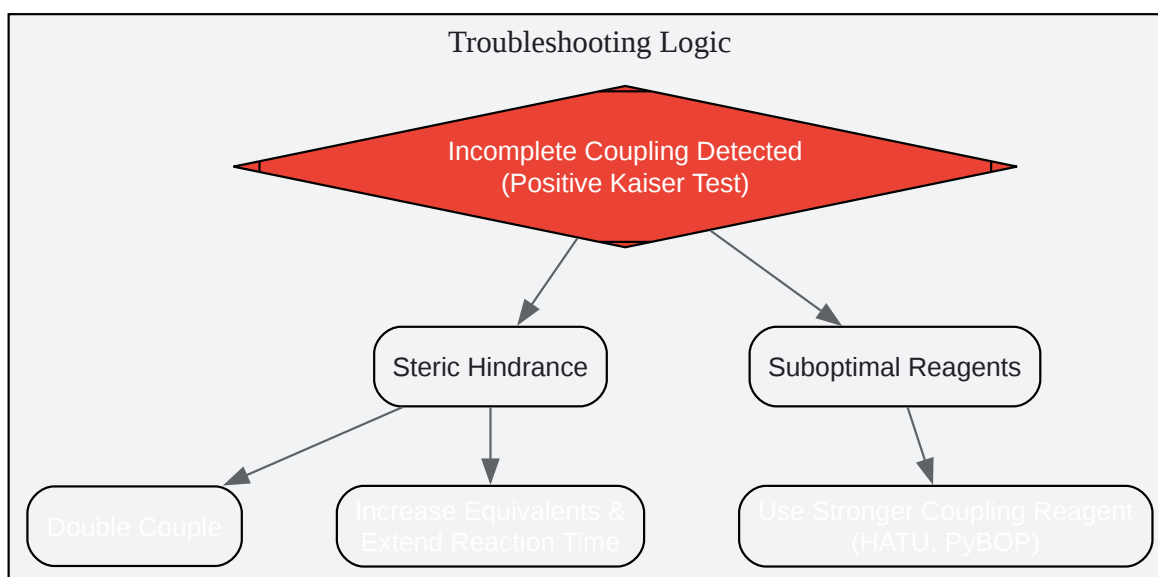 Troubleshooting Logic
Incomplete Coupling Detected
(Positive Kaiser Test)
Steric Hindrance
Suboptimal Reagents
Double Couple
Increase Equivalents &
Extend Reaction Time
Use Stronger Coupling Reagent
(HATU, PyBOP)